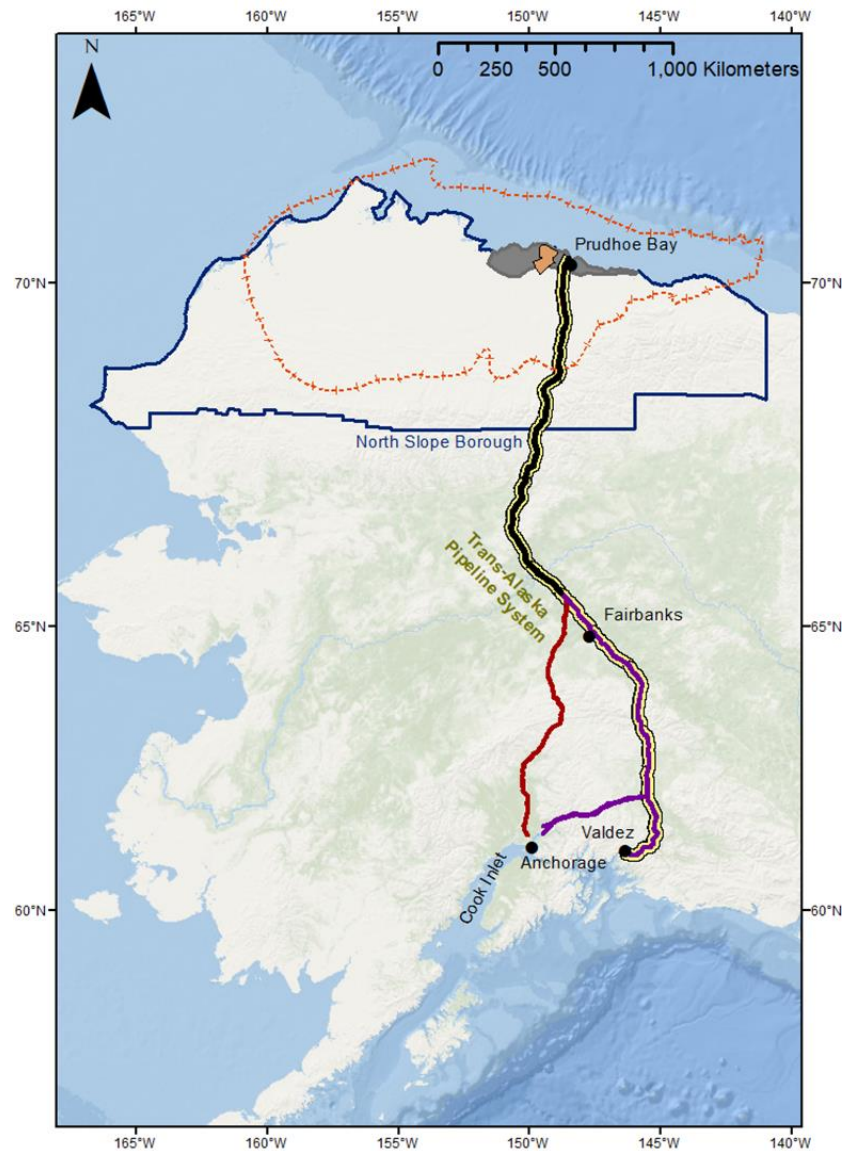 165°W 160°W 155°W 150°W 145°W 140°W
N
0 250 500 1,000 Kilometers
Prudhoe Bay
70°N 70°N
North Slope Borough
Trans-Alaska
Pipeline System
Fairbanks
65°N 65°N
Valdez
Anchorage
Cook Inlet
60°N 60°N
165°W 160°W 155°W 150°W 145°W 140°W